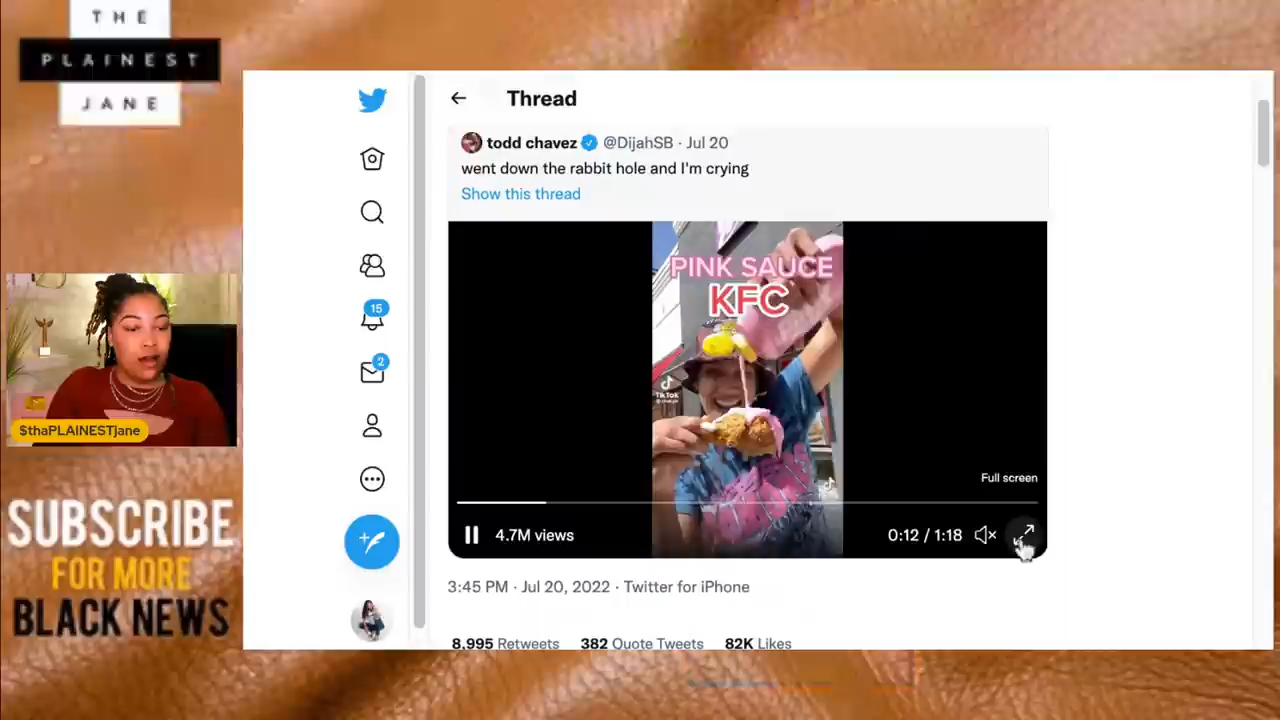 THE
PLAINEST
JANE
Thread
todd chavez @DijahSB · Jul 20
went down the rabbit hole and I'm crying
Show this thread
15
2
PINK SAUCE
KFC
TikTok
Full screen
4.7M views
0:12 / 1:18
3:45 PM · Jul 20, 2022 · Twitter for iPhone
8,995 Retweets 382 Quote Tweets 82K Likes
$thaPLAINESTjane
SUBSCRIBE
FOR MORE
BLACK NEWS